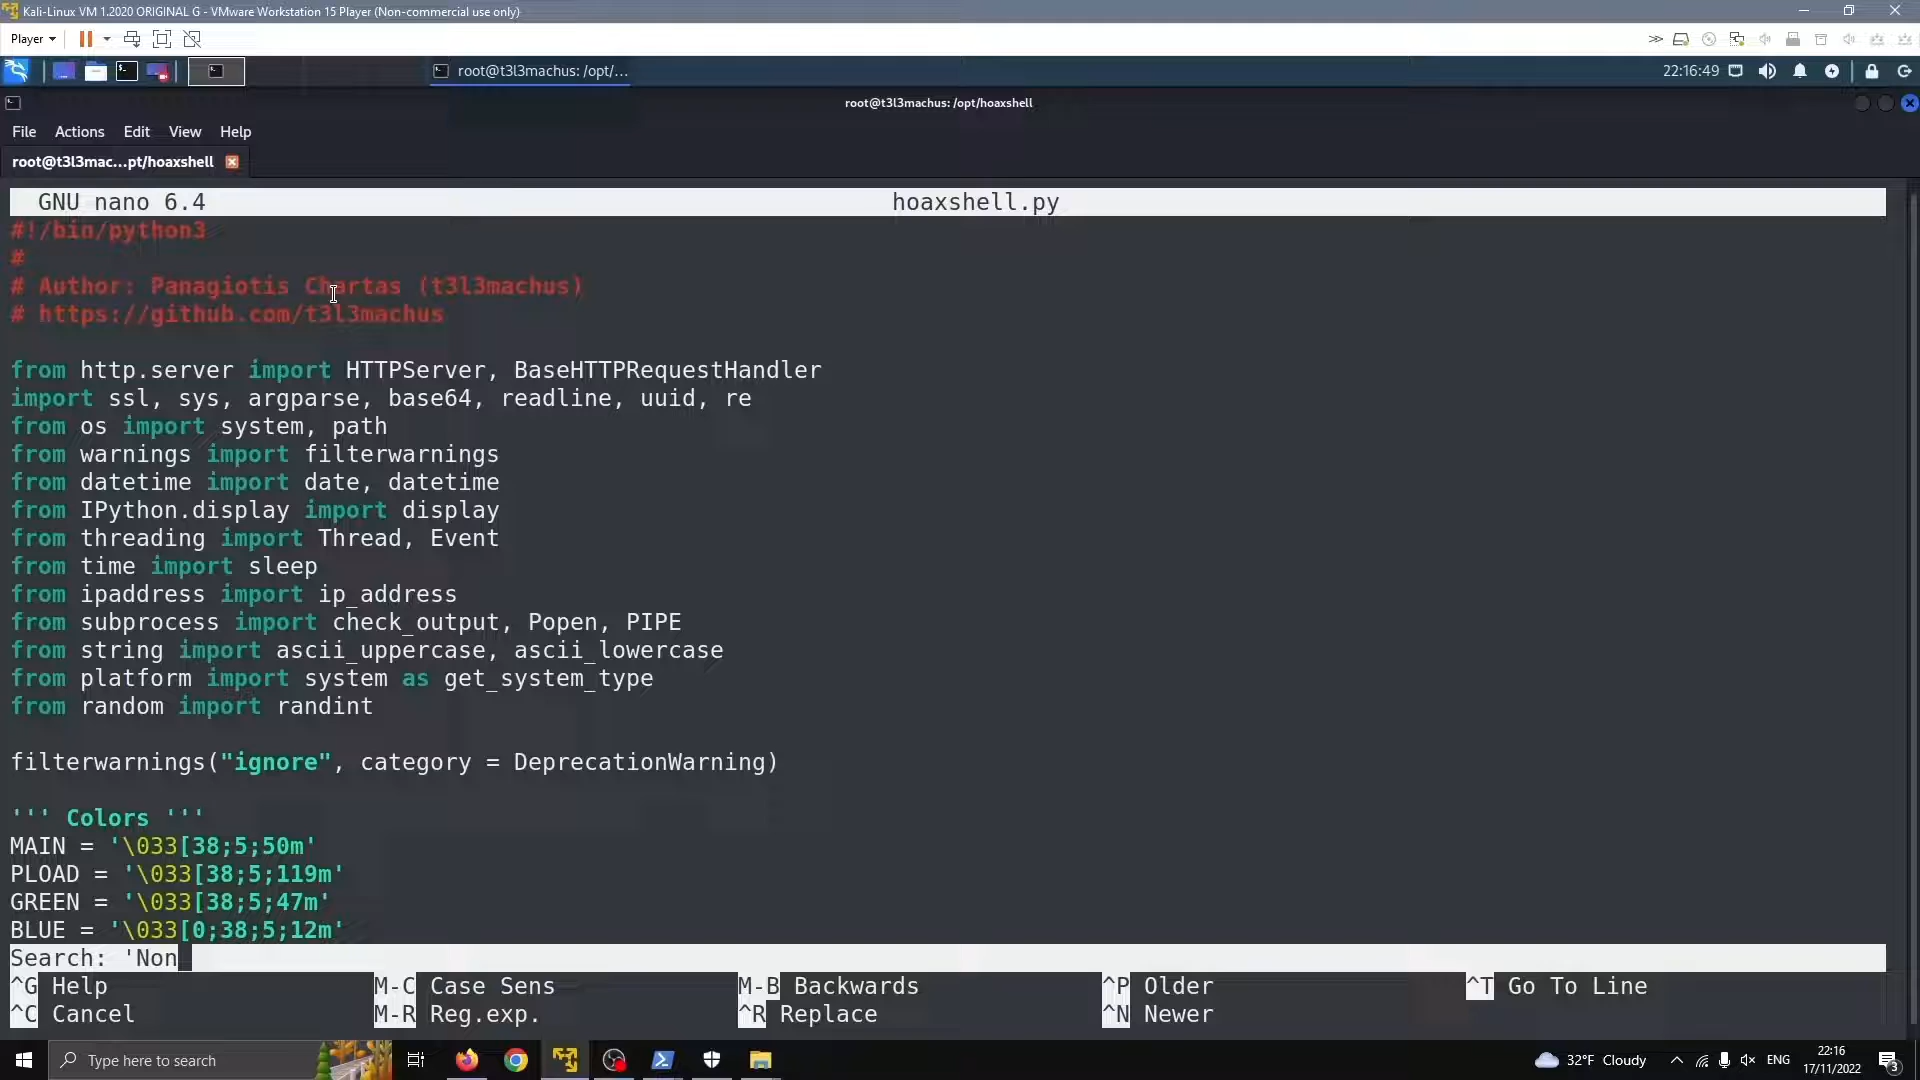 Kali-Linux VM 1.2020 ORIGINAL G - VMware Workstation 15 Player (Non-commercial use only)
Player
root@t3l3machus: /opt/...
22:16:49
root@t3l3machus: /opt/hoaxshell
File Actions Edit View Help
root@t3l3mac...pt/hoaxshell
GNU nano 6.4 hoaxshell.py
#!/bin/python3
#
# Author: Panagiotis Chartas (t3l3machus)
# https://github.com/t3l3machus
from http.server import HTTPServer, BaseHTTPRequestHandler
import ssl, sys, argparse, base64, readline, uuid, re
from os import system, path
from warnings import filterwarnings
from datetime import date, datetime
from IPython.display import display
from threading import Thread, Event
from time import sleep
from ipaddress import ip_address
from subprocess import check_output, Popen, PIPE
from string import ascii_uppercase, ascii_lowercase
from platform import system as get_system_type
from random import randint
filterwarnings("ignore", category = DeprecationWarning)
''' Colors '''
MAIN = '\033[38;5;50m'
PLOAD = '\033[38;5;119m'
GREEN = '\033[38;5;47m'
BLUE = '\033[0;38;5;12m'
Search: 'Non
^G Help M-C Case Sens M-B Backwards ^P Older ^T Go To Line
^C Cancel M-R Reg.exp. ^R Replace ^N Newer
Type here to search
32°F Cloudy
ENG
22:16
17/11/2022
3